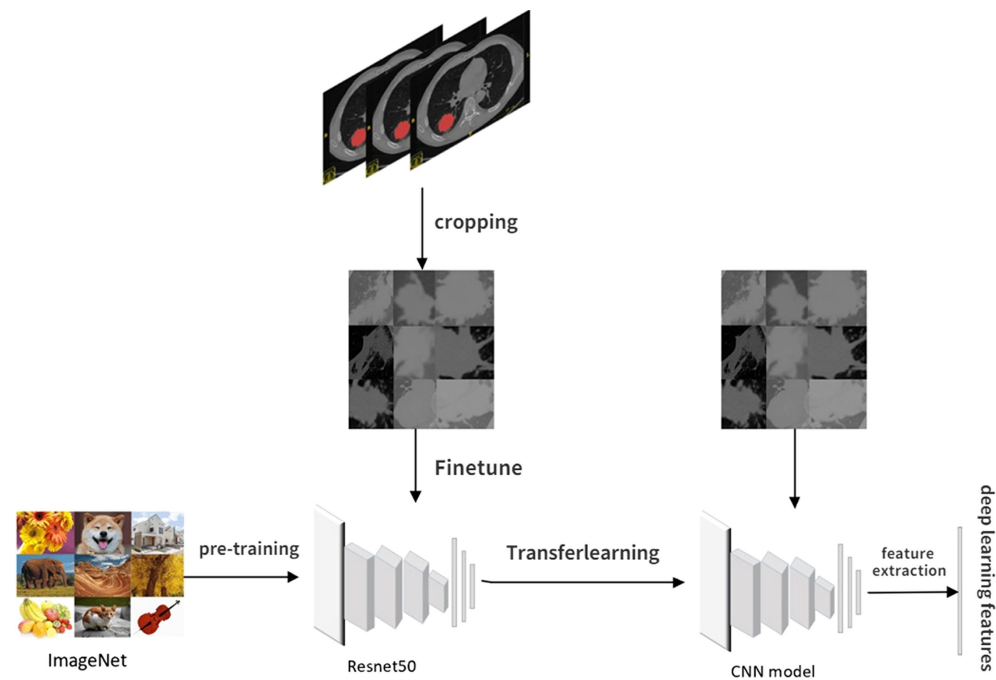 cropping
Finetune
pre-training
Transferlearning
feature
extraction
deep learning features
ImageNet
Resnet50
CNN model